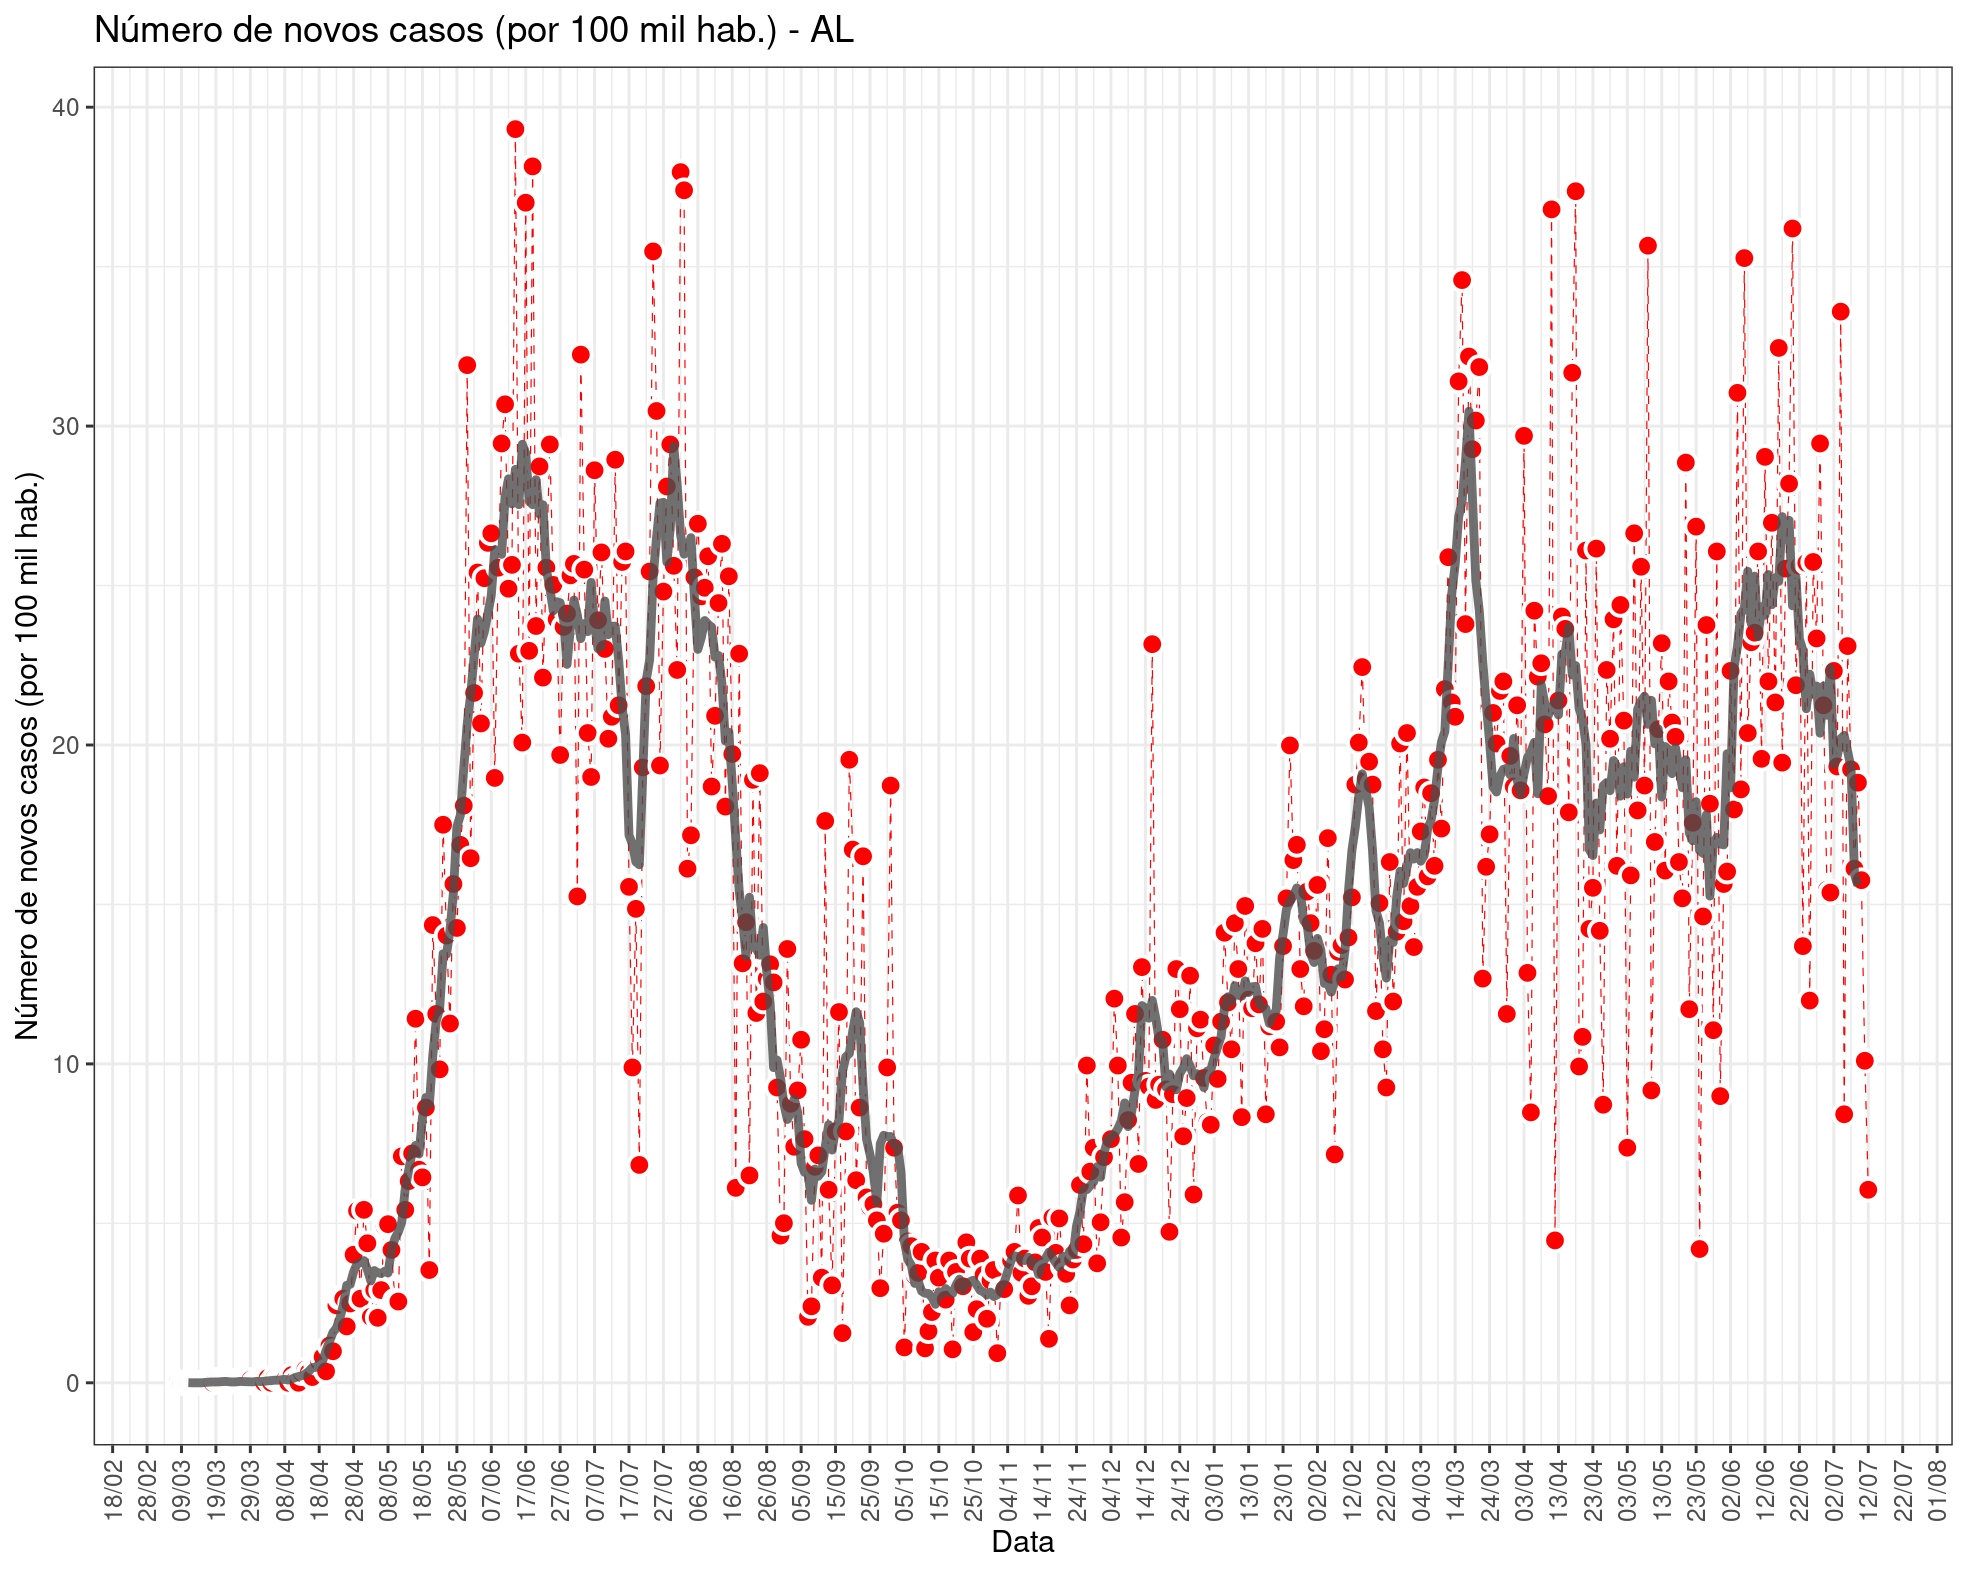 Número de novos casos (por 100 mil hab.) - AL
Número de novos casos (por 100 mil hab.)
40
30
20
10
0
18/02 28/02 09/03 19/03 29/03 08/04 18/04 28/04 08/05 18/05 28/05 07/06 17/06 27/06 07/07 17/07 27/07 06/08 16/08 26/08 05/09 15/09 25/09 05/10 15/10 25/10 04/11 14/11 24/11 04/12 14/12 24/12 03/01 13/01 23/01 02/02 12/02 22/02 04/03 14/03 24/03 03/04 13/04 23/04 03/05 13/05 23/05 02/06 12/06 22/06 02/07 12/07 22/07 01/08
Data